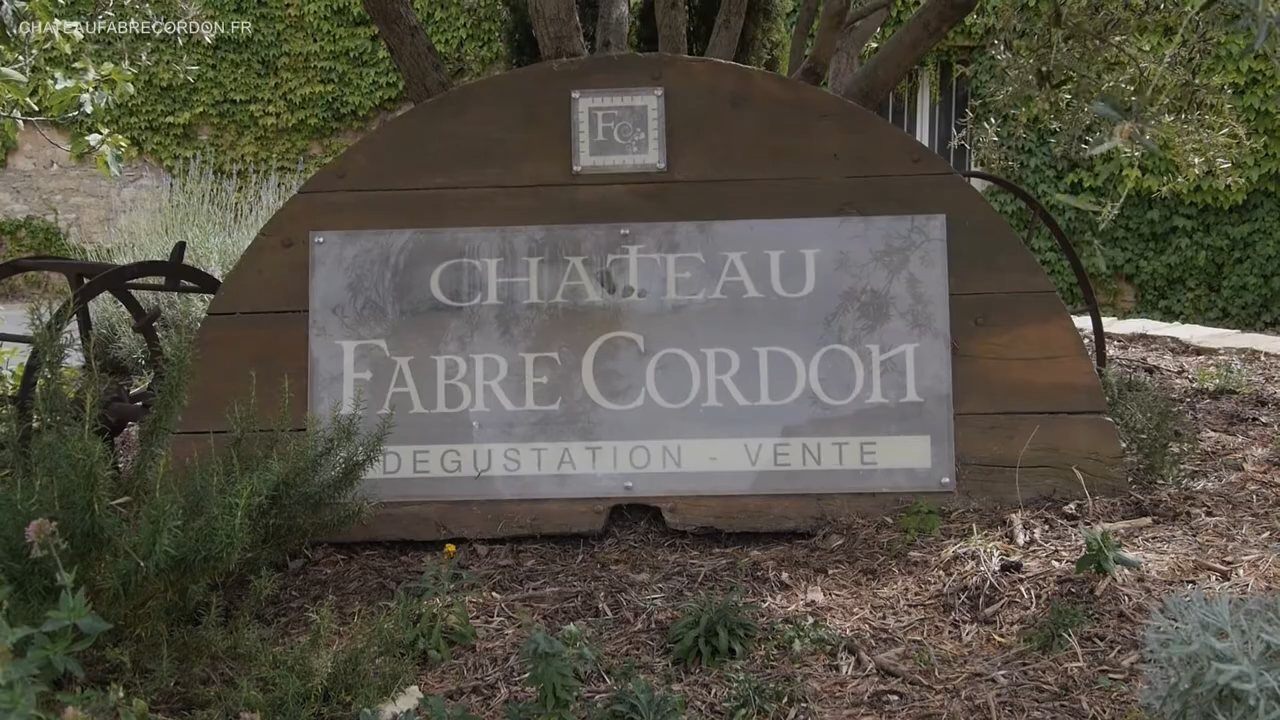 CHATEAUFABRECORDON.FR
FC
CHATEAU
FABRE CORDON
DEGUSTATION - VENTE